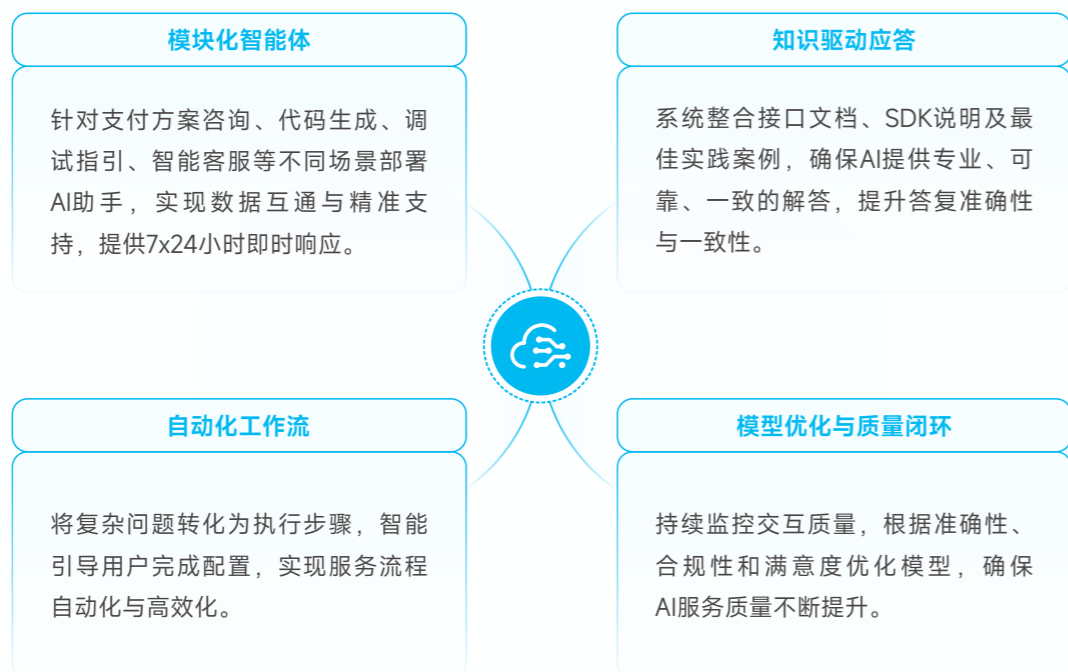 模块化智能体
针对支付方案咨询、代码生成、调
试指引、智能客服等不同场景部署
AI助手，实现数据互通与精准支
持，提供7x24小时即时响应。
知识驱动应答
系统整合接口文档、SDK说明及最
佳实践案例，确保AI提供专业、可
靠、一致的解答，提升答复准确性
与一致性。
自动化工作流
将复杂问题转化为执行步骤，智能
引导用户完成配置，实现服务流程
自动化与高效化。
模型优化与质量闭环
持续监控交互质量，根据准确性、
合规性和满意度优化模型，确保
AI服务质量不断提升。